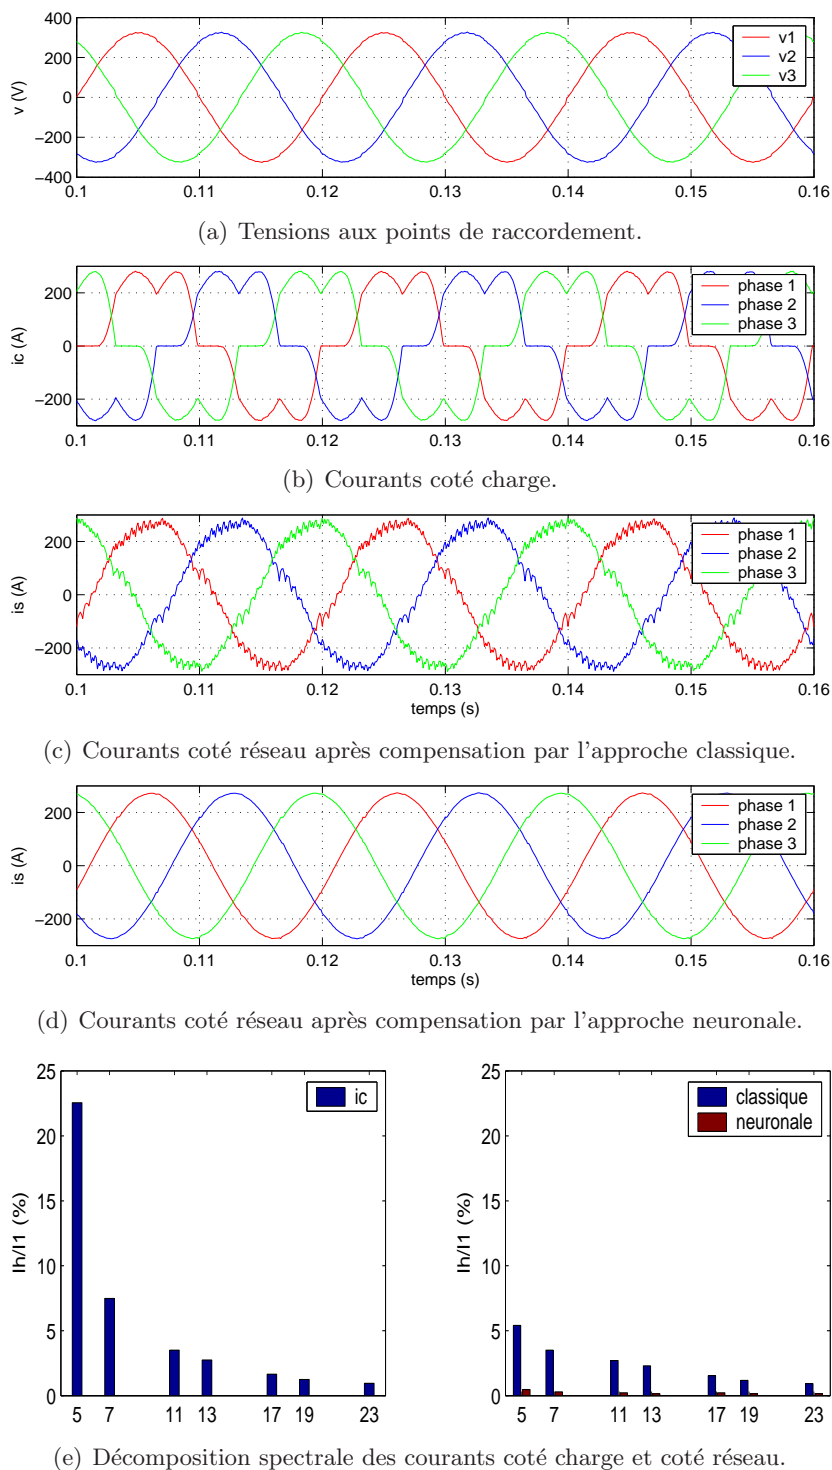 400
200
0
−200
−400
v (V)
v1
v2
v3
0.1 0.11 0.12 0.13 0.14 0.15 0.16
(a) Tensions aux points de raccordement.
200
0
−200
ic (A)
phase 1
phase 2
phase 3
0.1 0.11 0.12 0.13 0.14 0.15 0.16
(b) Courants coté charge.
200
0
−200
is (A)
phase 1
phase 2
phase 3
0.1 0.11 0.12 0.13 0.14 0.15 0.16
temps (s)
(c) Courants coté réseau après compensation par l'approche classique.
200
0
−200
is (A)
phase 1
phase 2
phase 3
0.1 0.11 0.12 0.13 0.14 0.15 0.16
temps (s)
(d) Courants coté réseau après compensation par l'approche neuronale.
25
20
15
10
5
0
Ih/I1 (%)
ic
5 7 11 13 17 19 23
25
20
15
10
5
0
Ih/I1 (%)
classique
neuronale
5 7 11 13 17 19 23
(e) Décomposition spectrale des courants coté charge et coté réseau.